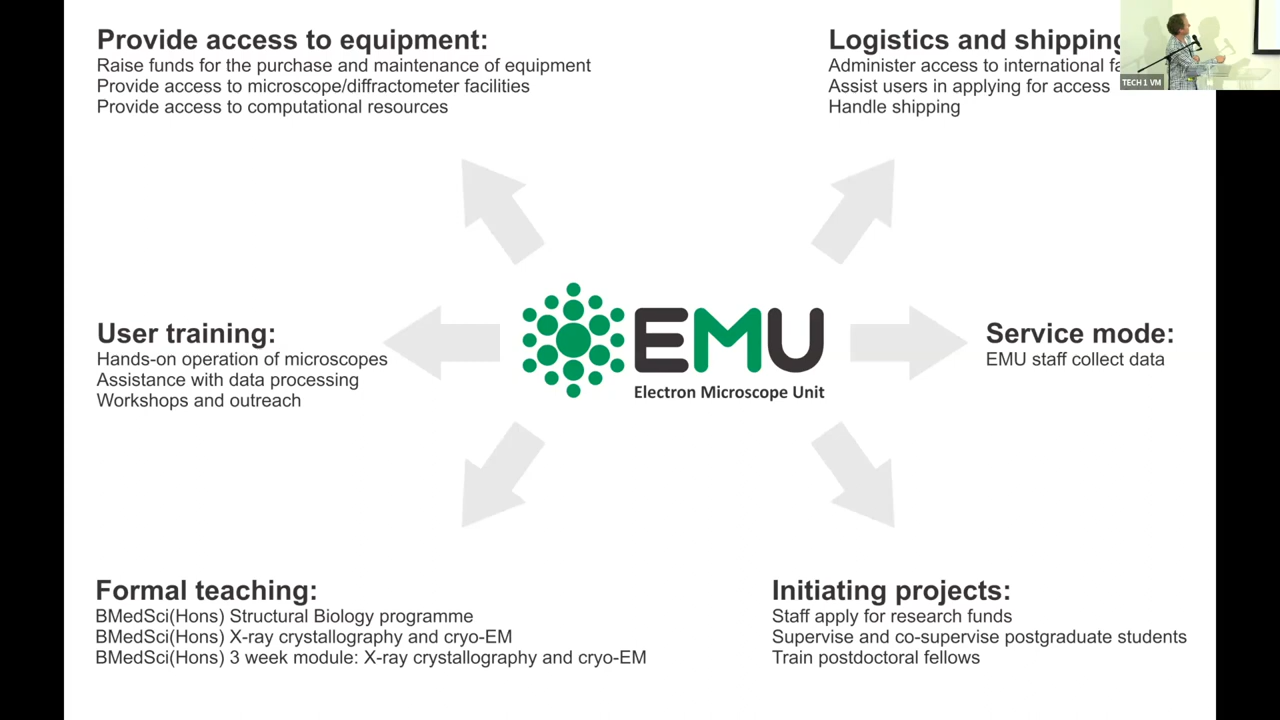 Provide access to equipment:
Raise funds for the purchase and maintenance of equipment
Provide access to microscope/diffractometer facilities
Provide access to computational resources
Logistics and shipping
Administer access to international
Assist users in applying for access
Handle shipping
TECH 1 VM
User training:
Hands-on operation of microscopes
Assistance with data processing
Workshops and outreach
EMU
Electron Microscope Unit
Service mode:
EMU staff collect data
Formal teaching:
BMedSci(Hons) Structural Biology programme
BMedSci(Hons) X-ray crystallography and cryo-EM
BMedSci(Hons) 3 week module: X-ray crystallography and cryo-EM
Initiating projects:
Staff apply for research funds
Supervise and co-supervise postgraduate students
Train postdoctoral fellows